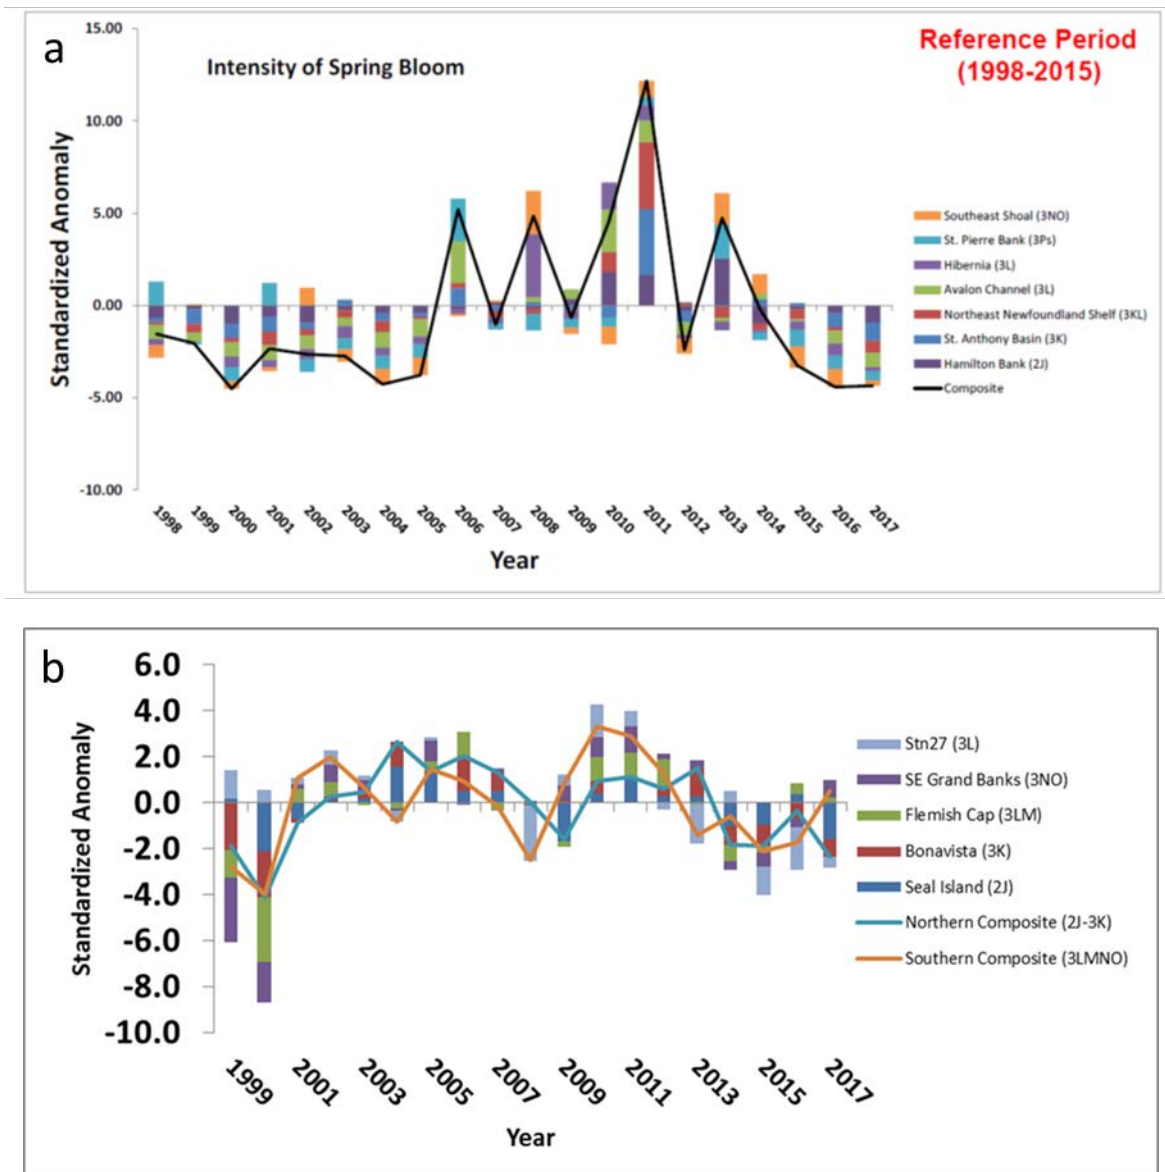 a
Intensity of Spring Bloom
Reference Period
(1998-2015)
Standardized Anomaly
15.00
10.00
5.00
0.00
-5.00
-10.00
1998 1999 2000 2001 2002 2003 2004 2005 2006 2007 2008 2009 2010 2011 2012 2013 2014 2015 2016 2017
Year
Southeast Shoal (3NO)
St. Pierre Bank (3Ps)
Hibernia (3L)
Avalon Channel (3L)
Northeast Newfoundland Shelf (3KL)
St. Anthony Basin (3K)
Hamilton Bank (2J)
Composite
b
Standardized Anomaly
6.0
4.0
2.0
0.0
-2.0
-4.0
-6.0
-8.0
-10.0
1999 2001 2003 2005 2007 2009 2011 2013 2015 2017
Year
Stn27 (3L)
SE Grand Banks (3NO)
Flemish Cap (3LM)
Bonavista (3K)
Seal Island (2J)
Northern Composite (2J-3K)
Southern Composite (3LMNO)